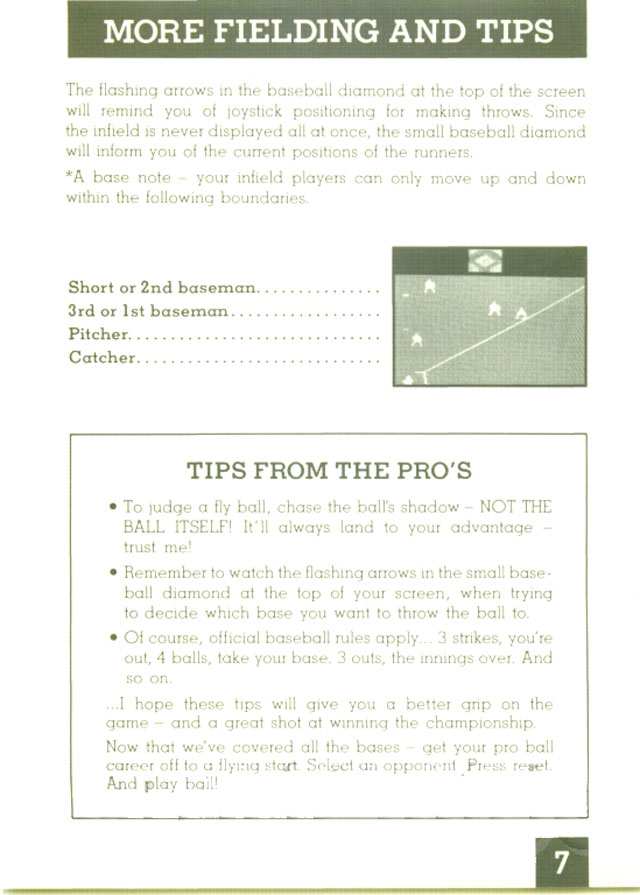 MORE FIELDING AND TIPS
The flashing arrows in the baseball diamond at the top of the screen
will remind you of joystick positioning for making throws. Since
the infield is never displayed all at once, the small baseball diamond
will inform you of the current positions of the runners.
*A base note – your infield players can only move up and down
within the following boundaries.
Short or 2nd baseman................
3rd or 1st baseman..................
Pitcher..............................
Catcher.............................
TIPS FROM THE PRO'S
• To judge a fly ball, chase the ball's shadow – NOT THE
BALL ITSELF! It'll always land to your advantage –
trust me!
• Remember to watch the flashing arrows in the small base-
ball diamond at the top of your screen, when trying
to decide which base you want to throw the ball to.
• Of course, official baseball rules apply... 3 strikes, you're
out, 4 balls, take your base. 3 outs, the innings over. And
so on.
...I hope these tips will give you a better grip on the
game – and a great shot at winning the championship.
Now that we've covered all the bases – get your pro ball
career off to a flying start. Select an opponent. Press reset.
And play ball!
7